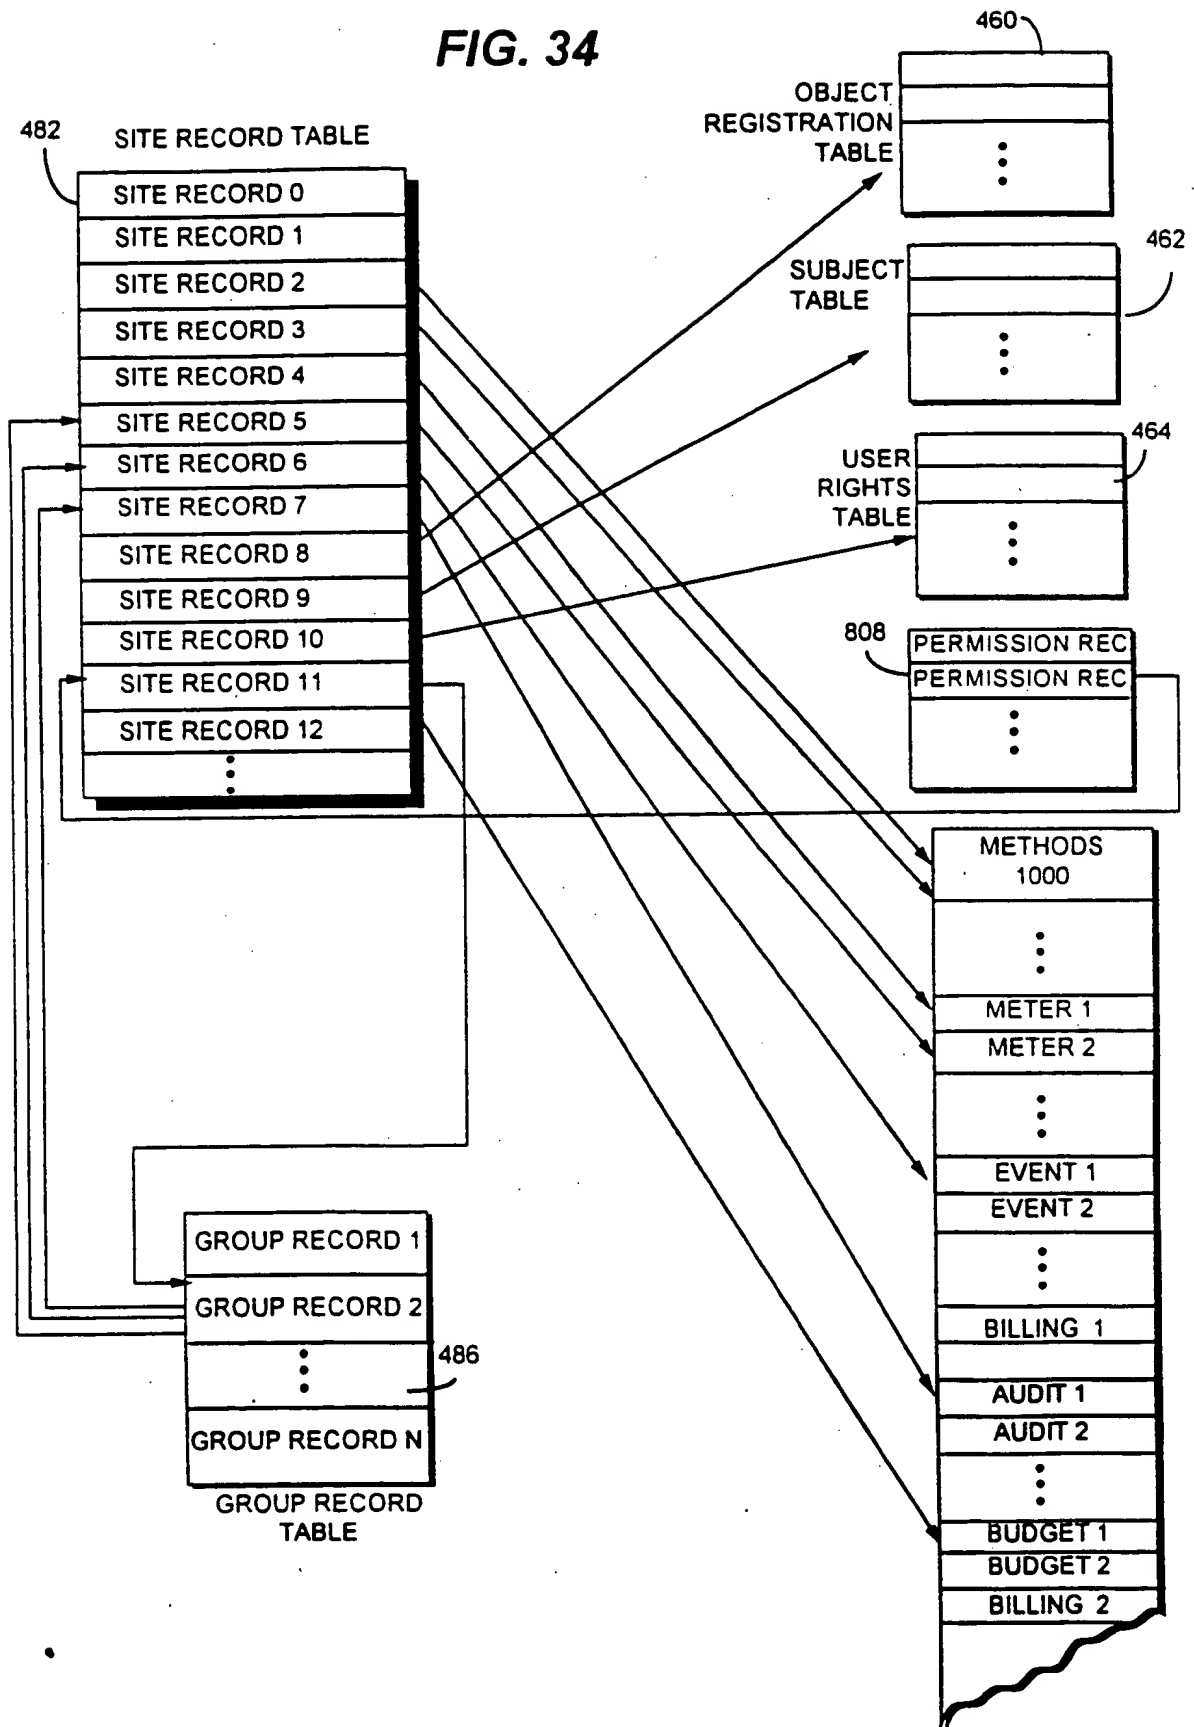 FIG. 34
482
SITE RECORD TABLE
SITE RECORD 0
SITE RECORD 1
SITE RECORD 2
SITE RECORD 3
SITE RECORD 4
SITE RECORD 5
SITE RECORD 6
SITE RECORD 7
SITE RECORD 8
SITE RECORD 9
SITE RECORD 10
SITE RECORD 11
SITE RECORD 12
460
OBJECT
REGISTRATION
TABLE
462
SUBJECT
TABLE
464
USER
RIGHTS
TABLE
808
PERMISSION REC
PERMISSION REC
METHODS
1000
METER 1
METER 2
EVENT 1
EVENT 2
BILLING 1
AUDIT 1
AUDIT 2
BUDGET 1
BUDGET 2
BILLING 2
GROUP RECORD 1
GROUP RECORD 2
486
GROUP RECORD N
GROUP RECORD
TABLE